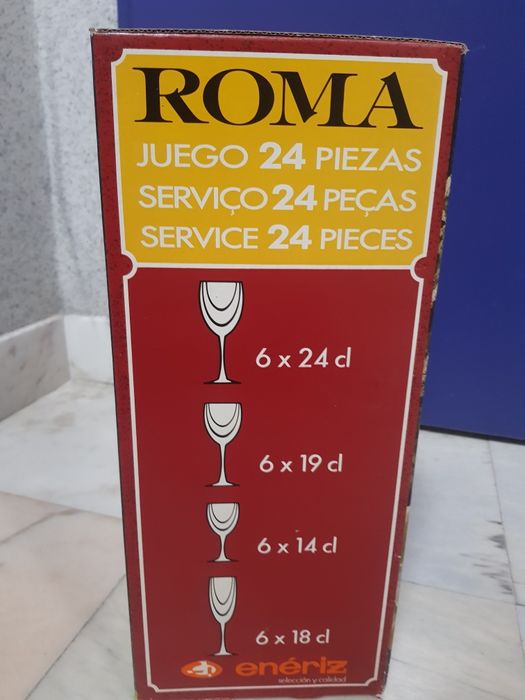 ROMA
JUEGO 24 PIEZAS
SERVIÇO 24 PEÇAS
SERVICE 24 PIECES
6 x 24 cl
6 x 19 cl
6 x 14 cl
6 x 18 cl
enériz
selección y calidad